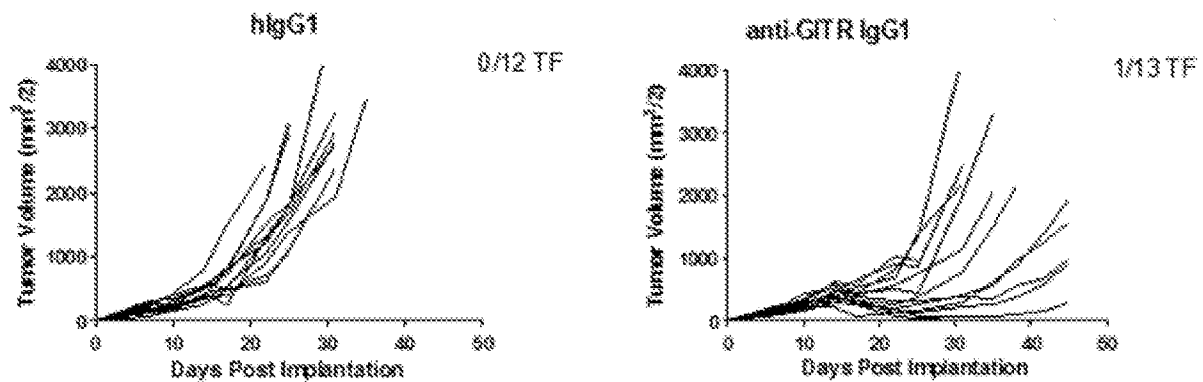 hIgG1
0/12 TF
Tumor Volume (mm³/2)
4000
3000
2000
1000
0
0 10 20 30 40 50
Days Post Implantation
anti-GITR IgG1
1/13 TF
Tumor Volume (mm³/2)
4000
3000
2000
1000
0
0 10 20 30 40 50
Days Post Implantation